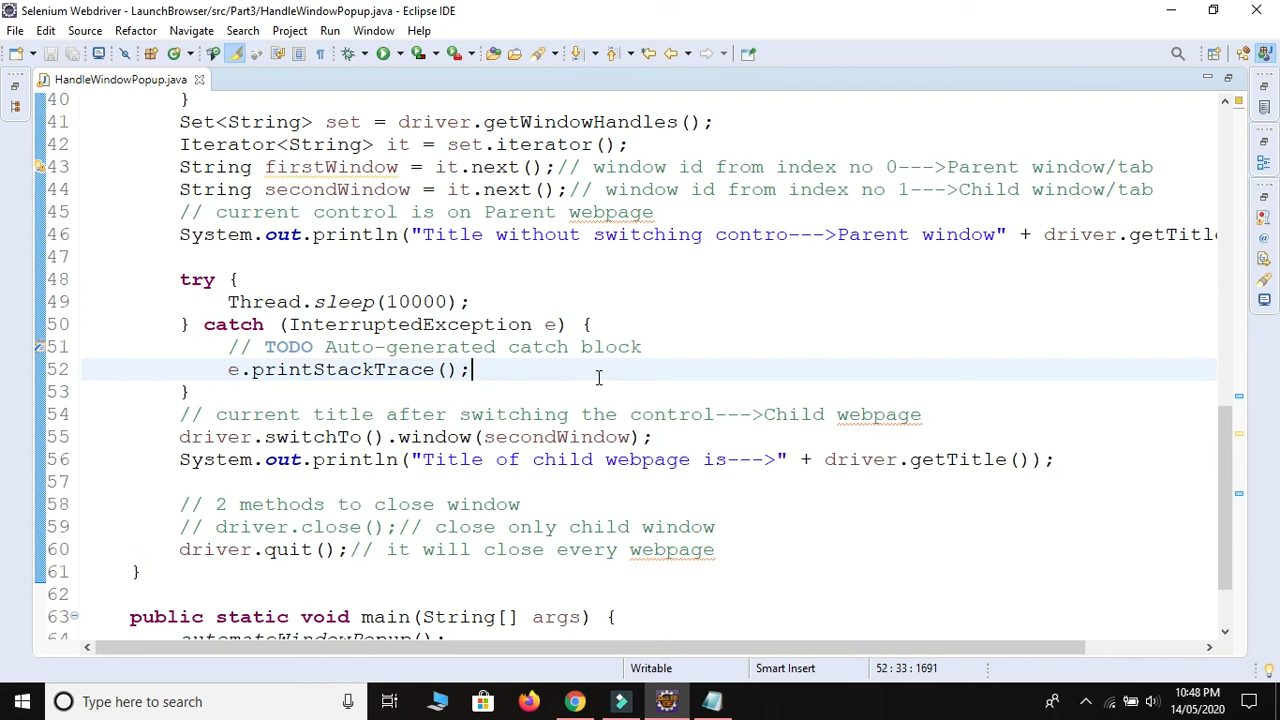 Selenium Webdriver - LaunchBrowser/src/Part3/HandleWindowPopup.java - Eclipse IDE
File Edit Source Refactor Navigate Search Project Run Window Help
HandleWindowPopup.java
40 }
41 Set<String> set = driver.getWindowHandles();
42 Iterator<String> it = set.iterator();
43 String firstWindow = it.next();// window id from index no 0--->Parent window/tab
44 String secondWindow = it.next();// window id from index no 1--->Child window/tab
45 // current control is on Parent webpage
46 System.out.println("Title without switching contro--->Parent window" + driver.getTitl
47
48 try {
49 Thread.sleep(10000);
50 } catch (InterruptedException e) {
51 // TODO Auto-generated catch block
52 e.printStackTrace();
53 }
54 // current title after switching the control--->Child webpage
55 driver.switchTo().window(secondWindow);
56 System.out.println("Title of child webpage is--->" + driver.getTitle());
57
58 // 2 methods to close window
59 // driver.close();// close only child window
60 driver.quit();// it will close every webpage
61 }
62
63 public static void main(String[] args) {
64 automateWindowPopup();
Writable Smart Insert 52 : 33 : 1691
Type here to search
10:48 PM
14/05/2020